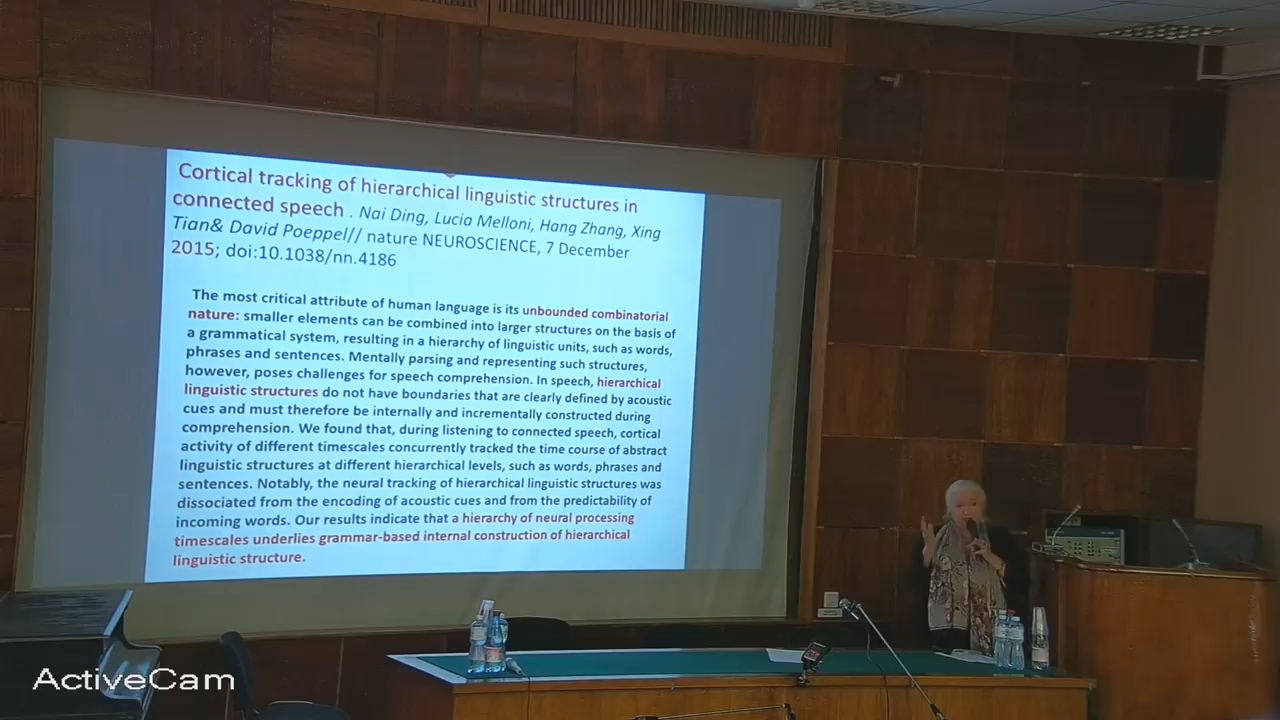 Cortical tracking of hierarchical linguistic structures in
connected speech . Nai Ding, Lucia Melloni, Hang Zhang, Xing
Tian& David Poeppel// nature NEUROSCIENCE, 7 December
2015; doi:10.1038/nn.4186
The most critical attribute of human language is its unbounded combinatorial
nature: smaller elements can be combined into larger structures on the basis of
a grammatical system, resulting in a hierarchy of linguistic units, such as words,
phrases and sentences. Mentally parsing and representing such structures,
however, poses challenges for speech comprehension. In speech, hierarchical
linguistic structures do not have boundaries that are clearly defined by acoustic
cues and must therefore be internally and incrementally constructed during
comprehension. We found that, during listening to connected speech, cortical
activity of different timescales concurrently tracked the time course of abstract
linguistic structures at different hierarchical levels, such as words, phrases and
sentences. Notably, the neural tracking of hierarchical linguistic structures was
dissociated from the encoding of acoustic cues and from the predictability of
incoming words. Our results indicate that a hierarchy of neural processing
timescales underlies grammar-based internal construction of hierarchical
linguistic structure.
ActiveCam